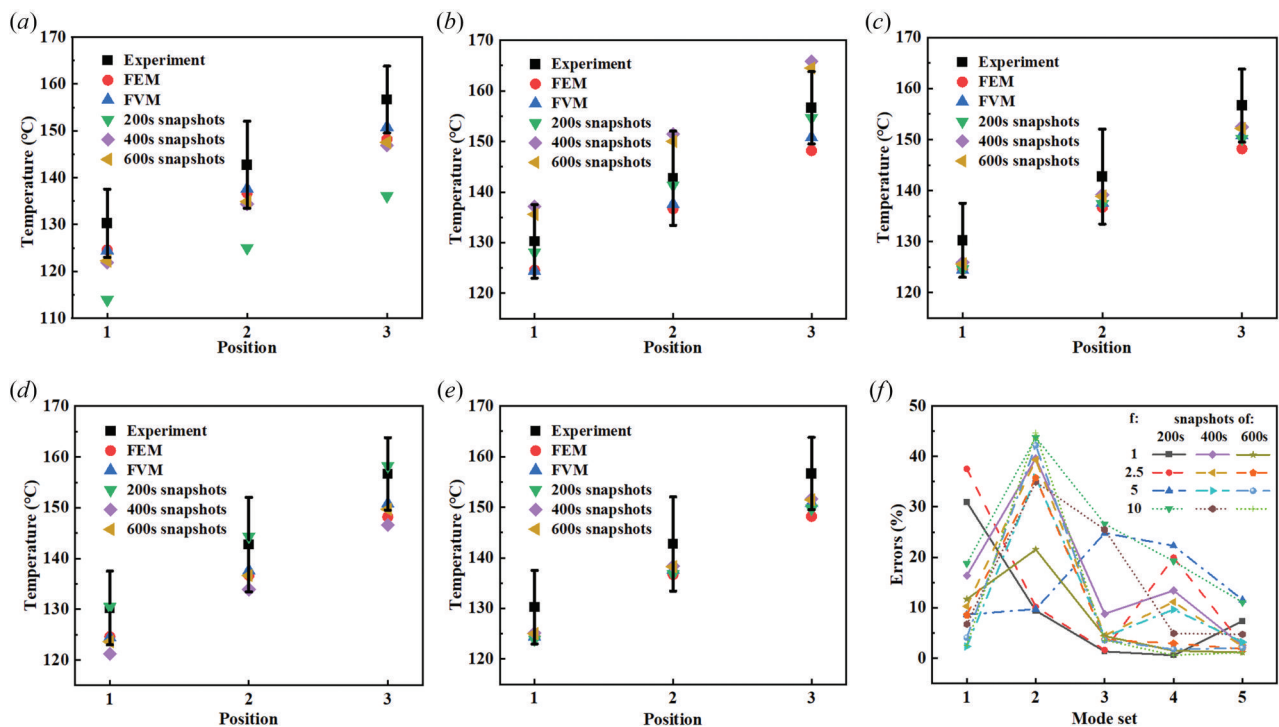 (a)
170
160
150
140
130
120
110
Temperature (°C)
Experiment
FEM
FVM
200s snapshots
400s snapshots
600s snapshots
1 2 3
Position
(b)
170
160
150
140
130
120
Temperature (°C)
Experiment
FEM
FVM
200s snapshots
400s snapshots
600s snapshots
1 2 3
Position
(c)
170
160
150
140
130
120
Temperature (°C)
Experiment
FEM
FVM
200s snapshots
400s snapshots
600s snapshots
1 2 3
Position
(d)
170
160
150
140
130
120
Temperature (°C)
Experiment
FEM
FVM
200s snapshots
400s snapshots
600s snapshots
1 2 3
Position
(e)
170
160
150
140
130
120
Temperature (°C)
Experiment
FEM
FVM
200s snapshots
400s snapshots
600s snapshots
1 2 3
Position
(f)
50
40
30
20
10
0
Errors (%)
f: snapshots of:
200s 400s 600s
1
2.5
5
10
1 2 3 4 5
Mode set